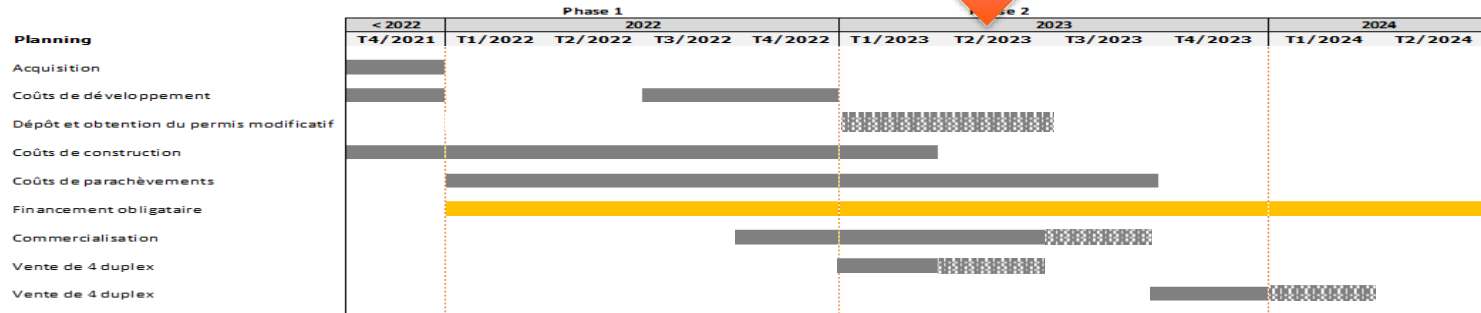 Phase 1 se 2
< 2022 2022 2023 2024
Planning T4/2021 T1/2022 T2/2022 T3/2022 T4/2022 T1/2023 T2/2023 T3/2023 T4/2023 T1/2024 T2/2024
Acquisition
Coûts de développement
Dépôt et obtention du permis modificatif
Coûts de construction
Coûts de parachèvements
Financement obligataire
Commercialisation
Vente de 4 duplex
Vente de 4 duplex